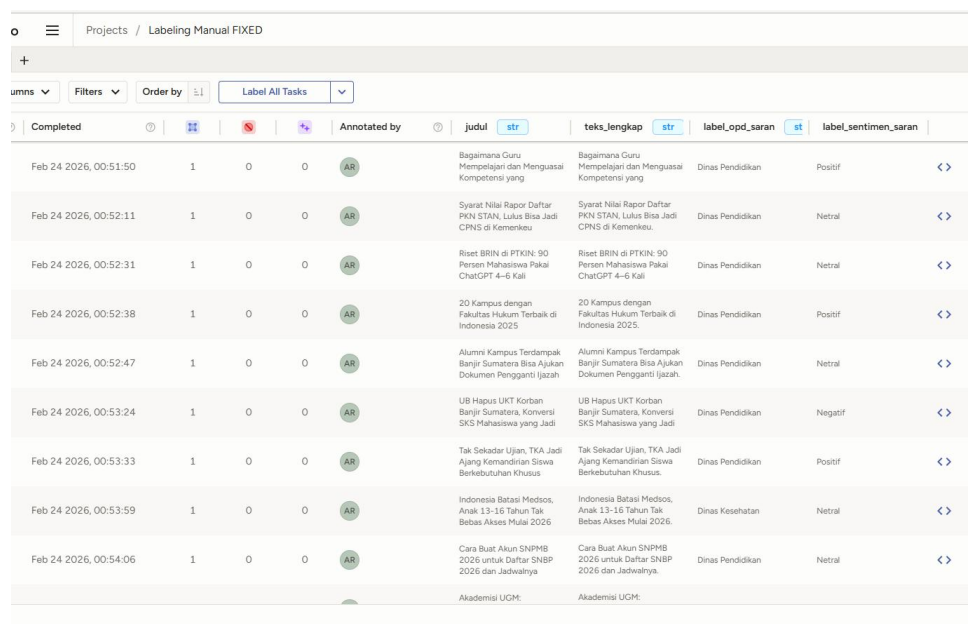 Projects / Labeling Manual FIXED
+
umns Filters Order by Label All Tasks
Completed Annotated by judul str teks_lengkap str label_opd_saran st label_sentimen_saran
Feb 24 2026, 00:51:50 1 0 0 AR Bagaimana Guru Mempelajari dan Menguasai Kompetensi yang Bagaimana Guru Mempelajari dan Menguasai Kompetensi yang Dinas Pendidikan Positif
Feb 24 2026, 00:52:11 1 0 0 AR Syarat Nilai Rapor Daftar PKN STAN, Lulus Bisa Jadi CPNS di Kemenkeu Syarat Nilai Rapor Daftar PKN STAN, Lulus Bisa Jadi CPNS di Kemenkeu. Dinas Pendidikan Netral
Feb 24 2026, 00:52:31 1 0 0 AR Riset BRIN di PTKIN: 90 Persen Mahasiswa Pakai ChatGPT 4–6 Kali Riset BRIN di PTKIN: 90 Persen Mahasiswa Pakai ChatGPT 4–6 Kali Dinas Pendidikan Netral
Feb 24 2026, 00:52:38 1 0 0 AR 20 Kampus dengan Fakultas Hukum Terbaik di Indonesia 2025 20 Kampus dengan Fakultas Hukum Terbaik di Indonesia 2025. Dinas Pendidikan Positif
Feb 24 2026, 00:52:47 1 0 0 AR Alumni Kampus Terdampak Banjir Sumatera Bisa Ajukan Dokumen Pengganti Ijazah Alumni Kampus Terdampak Banjir Sumatera Bisa Ajukan Dokumen Pengganti Ijazah. Dinas Pendidikan Netral
Feb 24 2026, 00:53:24 1 0 0 AR UB Hapus UKT Korban Banjir Sumatera, Konversi SKS Mahasiswa yang Jadi UB Hapus UKT Korban Banjir Sumatera, Konversi SKS Mahasiswa yang Jadi Dinas Pendidikan Negatif
Feb 24 2026, 00:53:33 1 0 0 AR Tak Sekadar Ujian, TKA Jadi Ajang Kemandirian Siswa Berkebutuhan Khusus Tak Sekadar Ujian, TKA Jadi Ajang Kemandirian Siswa Berkebutuhan Khusus. Dinas Pendidikan Positif
Feb 24 2026, 00:53:59 1 0 0 AR Indonesia Batasi Medsos, Anak 13-16 Tahun Tak Bebas Akses Mulai 2026 Indonesia Batasi Medsos, Anak 13-16 Tahun Tak Bebas Akses Mulai 2026. Dinas Kesehatan Netral
Feb 24 2026, 00:54:06 1 0 0 AR Cara Buat Akun SNPMB 2026 untuk Daftar SNBP 2026 dan Jadwalnya Cara Buat Akun SNPMB 2026 untuk Daftar SNBP 2026 dan Jadwalnya. Dinas Pendidikan Netral
Akademisi UGM: Akademisi UGM: